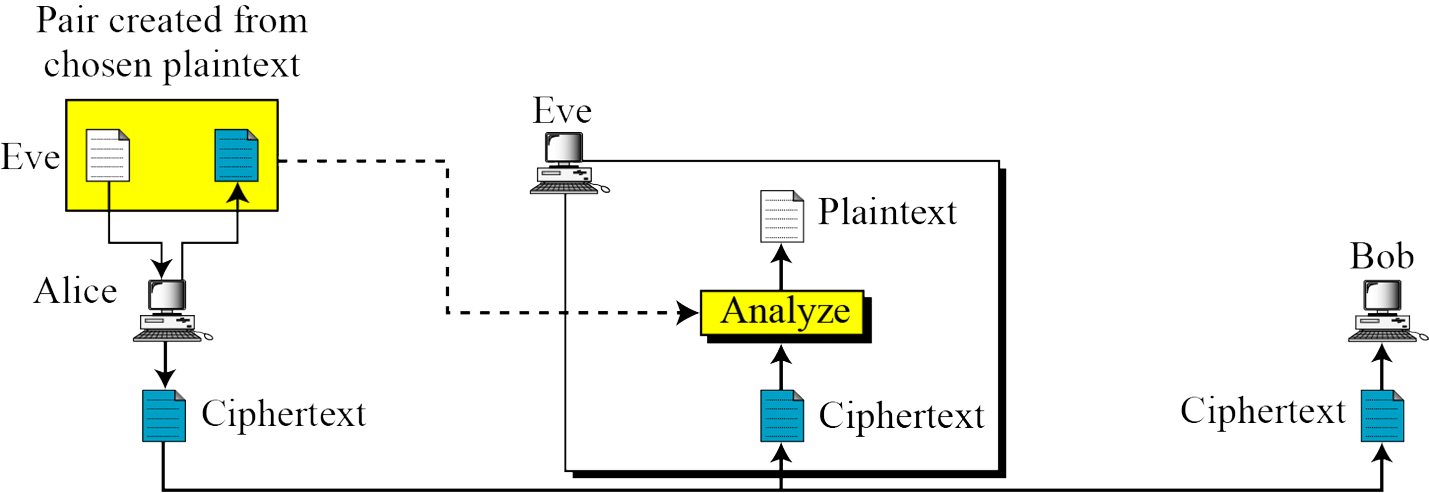 Pair created from
chosen plaintext
Eve
Eve
Plaintext
Alice
Analyze
Bob
Ciphertext
Ciphertext
Ciphertext